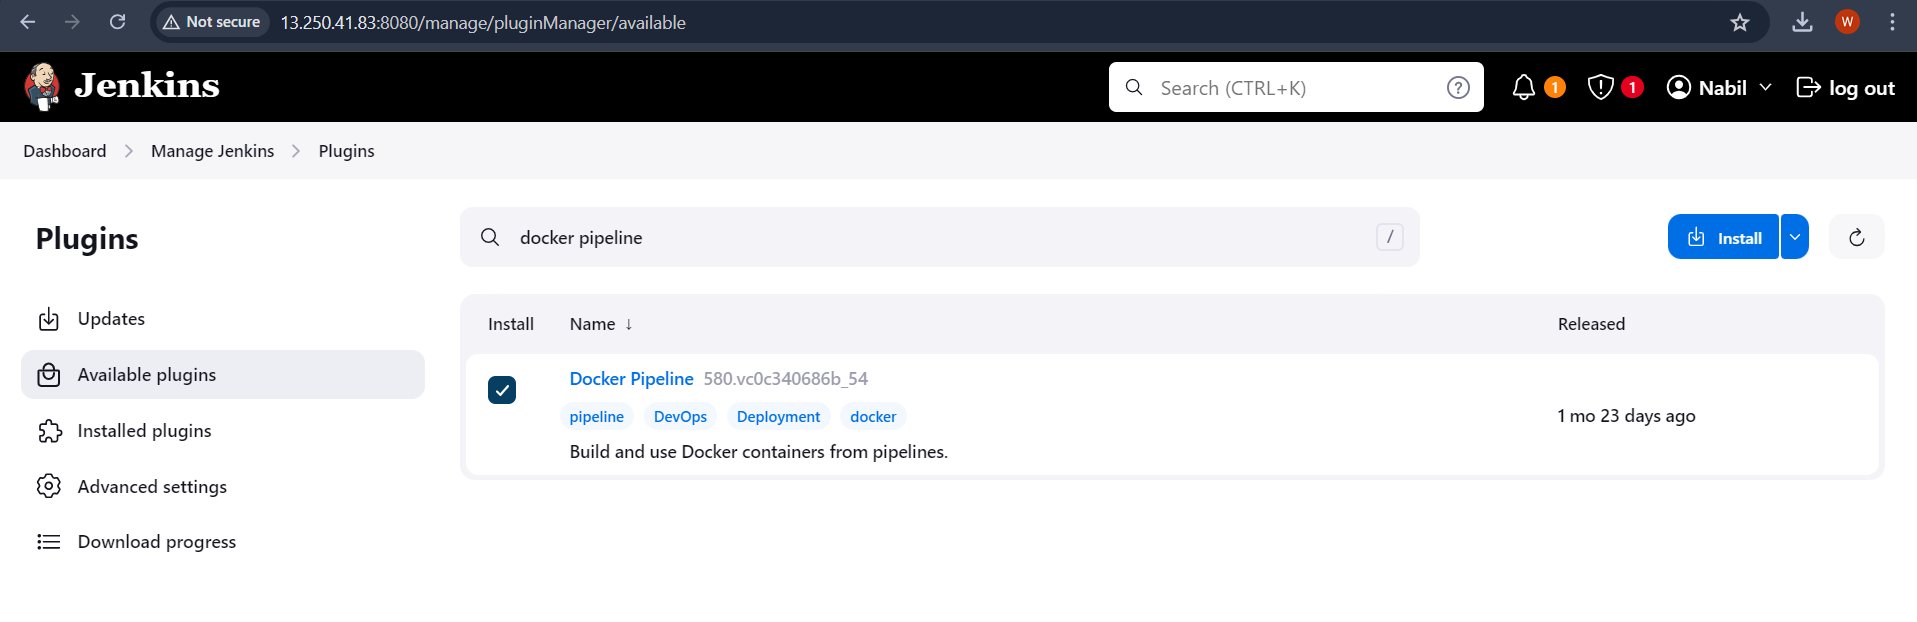 Not secure 13.250.41.83:8080/manage/pluginManager/available W
Jenkins Search (CTRL+K) ? 1 1 Nabil log out
Dashboard Manage Jenkins Plugins
Plugins
docker pipeline / Install
Updates
Available plugins
Installed plugins
Advanced settings
Download progress
Install Name ↓ Released
Docker Pipeline 580.vc0c340686b_54
pipeline DevOps Deployment docker
1 mo 23 days ago
Build and use Docker containers from pipelines.